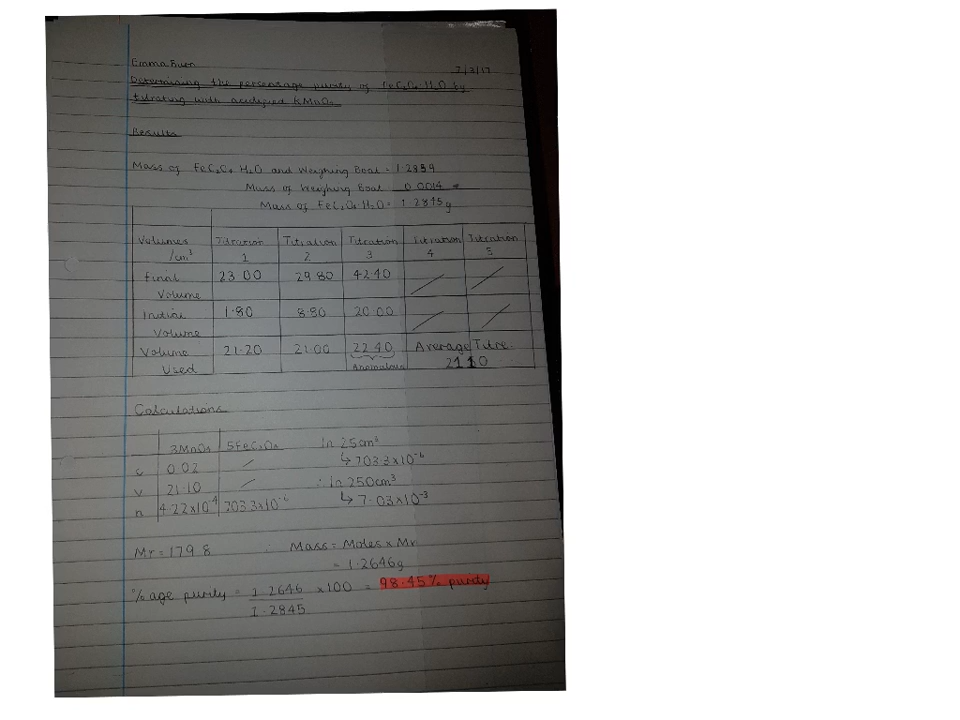 Emma Buen 7/3/17
Determining the percentage purity of FeC₂O₄.H₂O by
titrating with acidified KMnO₄
Results
Mass of FeC₂O₄.H₂O and Weighing Boat = 1.2859
Mass of Weighing Boat 0.0014
Mass of FeC₂O₄.H₂O = 1.2845g
Volumes /cm³ Titration 1 Titration 2 Titration 3 Titration 4 Titration 5
Final Volume 23.00 29.80 42.40 / /
Initial Volume 1.80 8.80 20.00 / /
Volume Used 21.20 21.00 22.40 Average Titre:
Anomalous 21.10
Calculations
3MnO₄ 5FeC₂O₄ In 25cm³
c 0.02 / ↳ 703.3x10⁻⁶
v 21.10 / ∴ In 250cm³
n 4.22x10⁻⁴ 703.3x10⁻⁶ ↳ 7.03x10⁻³
Mr = 179.8 ∴ Mass = Moles x Mr
= 1.2646g
% age purity = 1.2646 x100 = 98.45% purity
1.2845